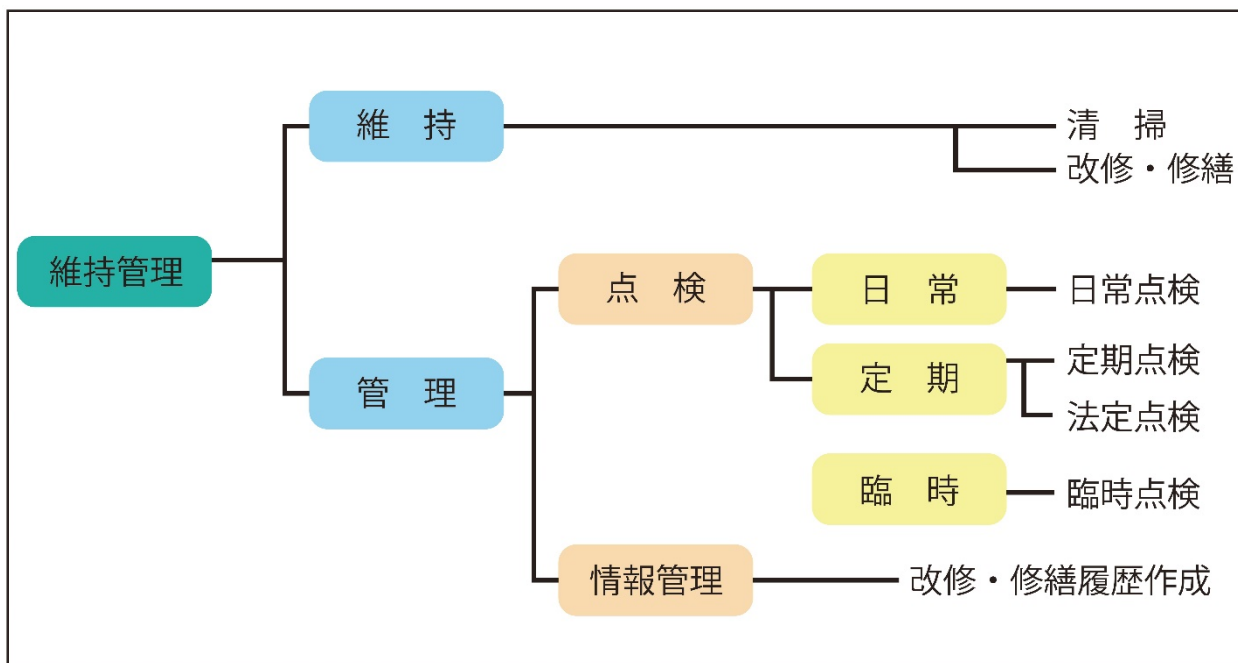 維持管理
維　持
清　掃
改修・修繕
管　理
点　検
日　常
日常点検
定　期
定期点検
法定点検
臨　時
臨時点検
情報管理
改修・修繕履歴作成